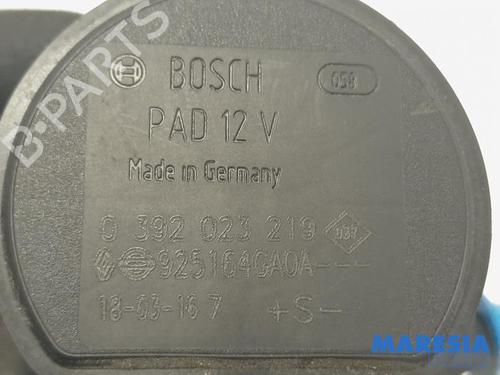 BOSCH
058
PAD 12 V
Made in Germany
0 392 023 219
925164GA0A---
18-03-16 7 +S-
B-PARTS
MARESIA